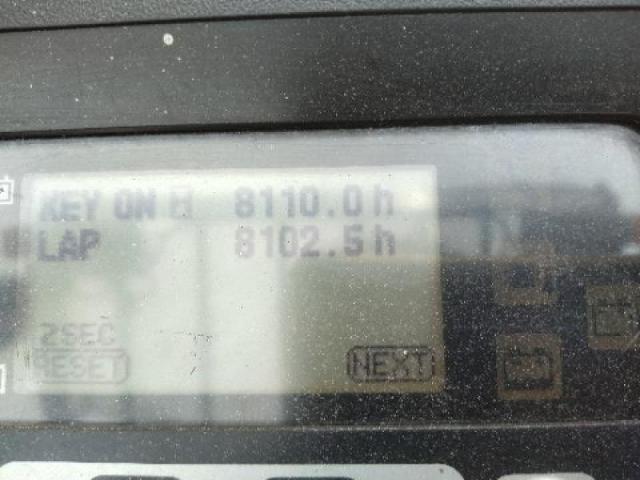 KEY ON H 8110.0 h
LAP 8102.5 h
2SEC
RESET NEXT